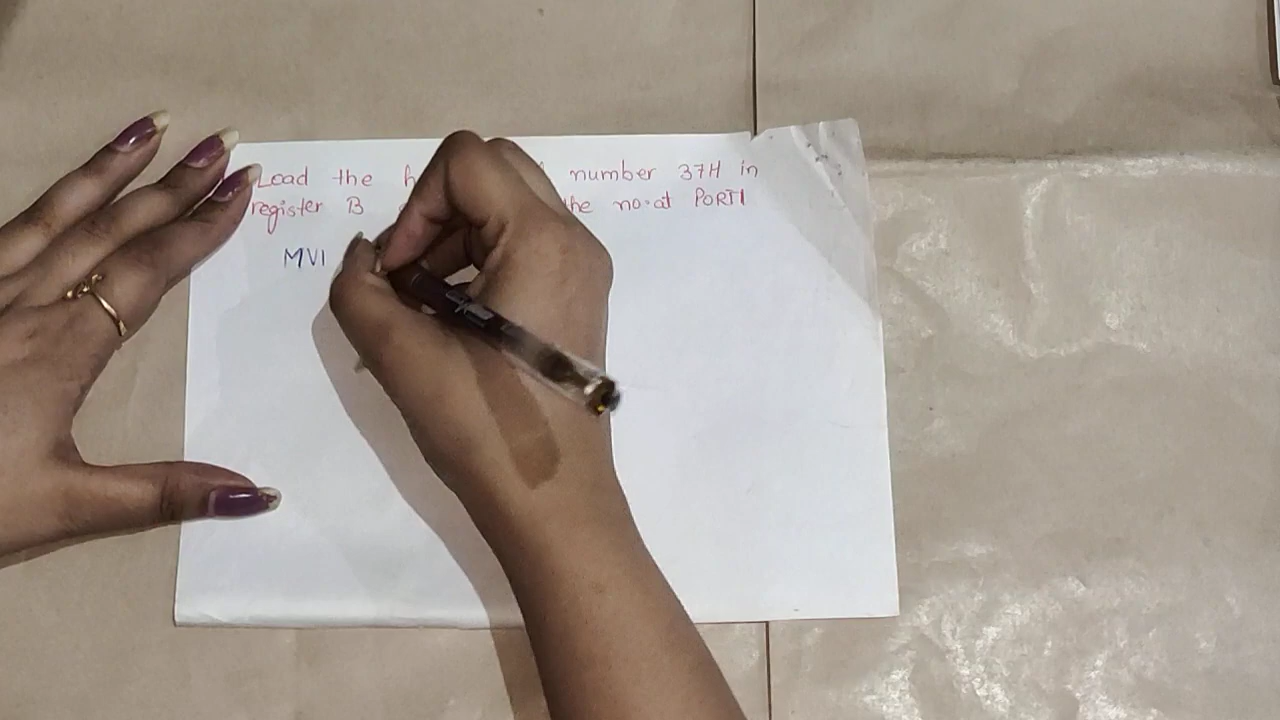 Load the number 37H in
register B the no. at PORT1
MVI